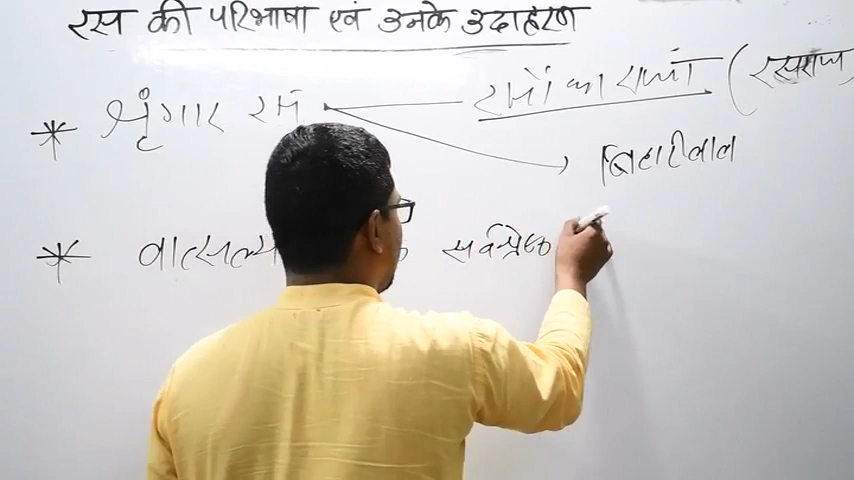 रस की परिभाषा एवं उनके उदाहरण
* श्रृंगार रस रसों का राजा (रसराज)
बिहारीलाल
* वात्सल्य के सर्वश्रेष्ठ